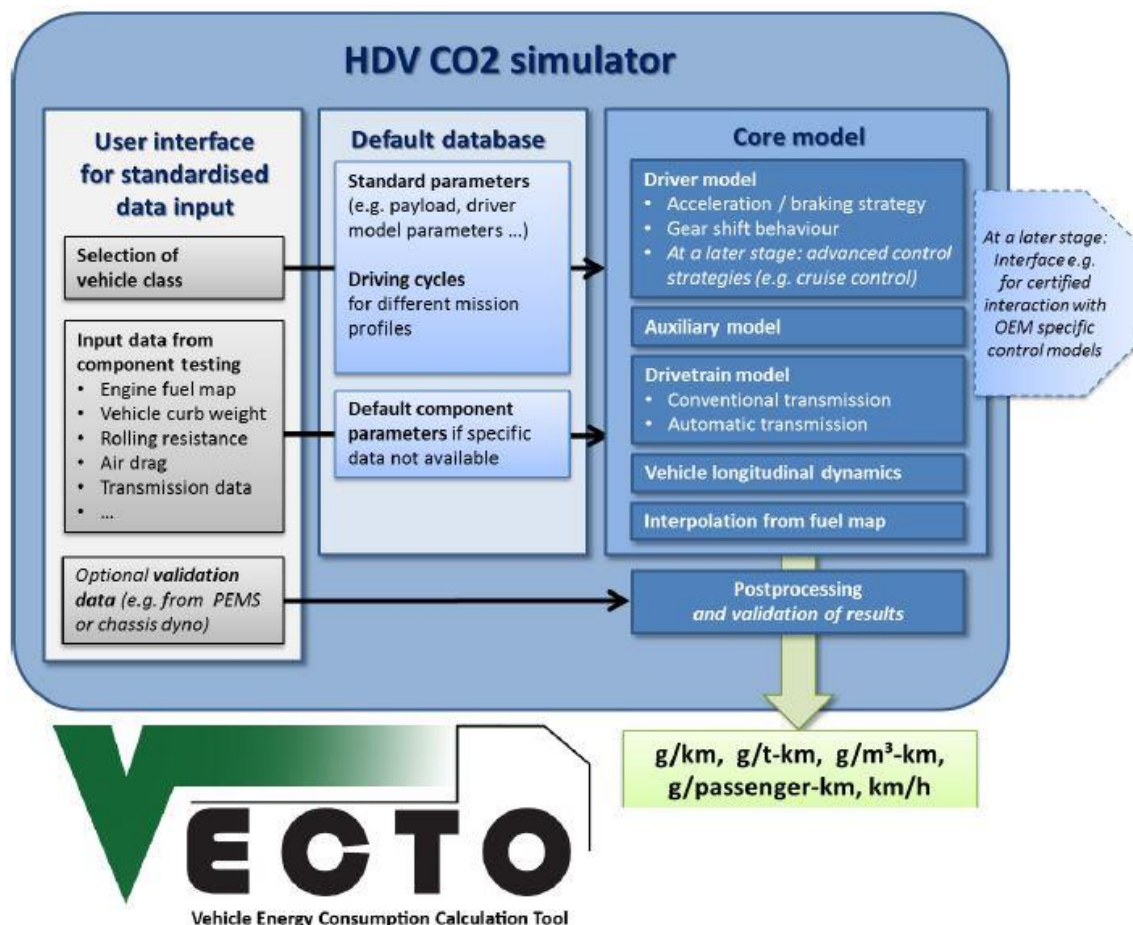 HDV CO2 simulator
User interface
for standardised
data input
Selection of
vehicle class
Input data from
component testing
• Engine fuel map
• Vehicle curb weight
• Rolling resistance
• Air drag
• Transmission data
• ...
Optional validation
data (e.g. from PEMS
or chassis dyno)
Default database
Standard parameters
(e.g. payload, driver
model parameters ...)
Driving cycles
for different mission
profiles
Default component
parameters if specific
data not available
Core model
Driver model
• Acceleration / braking strategy
• Gear shift behaviour
• At a later stage: advanced control
strategies (e.g. cruise control)
Auxiliary model
Drivetrain model
• Conventional transmission
• Automatic transmission
Vehicle longitudinal dynamics
Interpolation from fuel map
Postprocessing
and validation of results
At a later stage:
Interface e.g.
for certified
interaction with
OEM specific
control models
g/km, g/t-km, g/m³-km,
g/passenger-km, km/h
VECTO
Vehicle Energy Consumption Calculation Tool